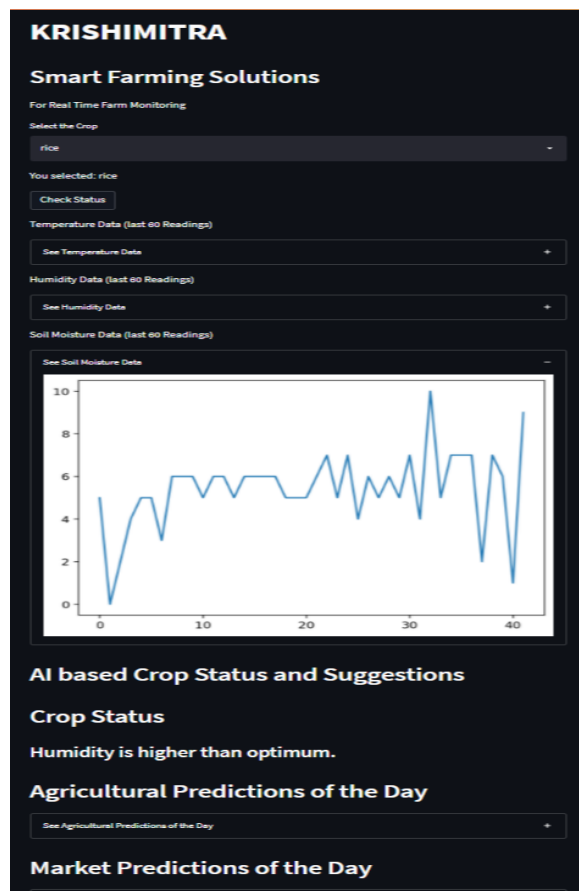 KRISHIMITRA
Smart Farming Solutions
For Real Time Farm Monitoring
Select the Crop
rice
You selected: rice
Check Status
Temperature Data (last 60 Readings)
See Temperature Data
+
Humidity Data (last 60 Readings)
See Humidity Data
+
Soil Moisture Data (last 60 Readings)
See Soil Moisture Data
−
10
8
6
4
2
0
0 10 20 30 40
AI based Crop Status and Suggestions
Crop Status
Humidity is higher than optimum.
Agricultural Predictions of the Day
See Agricultural Predictions of the Day
+
Market Predictions of the Day